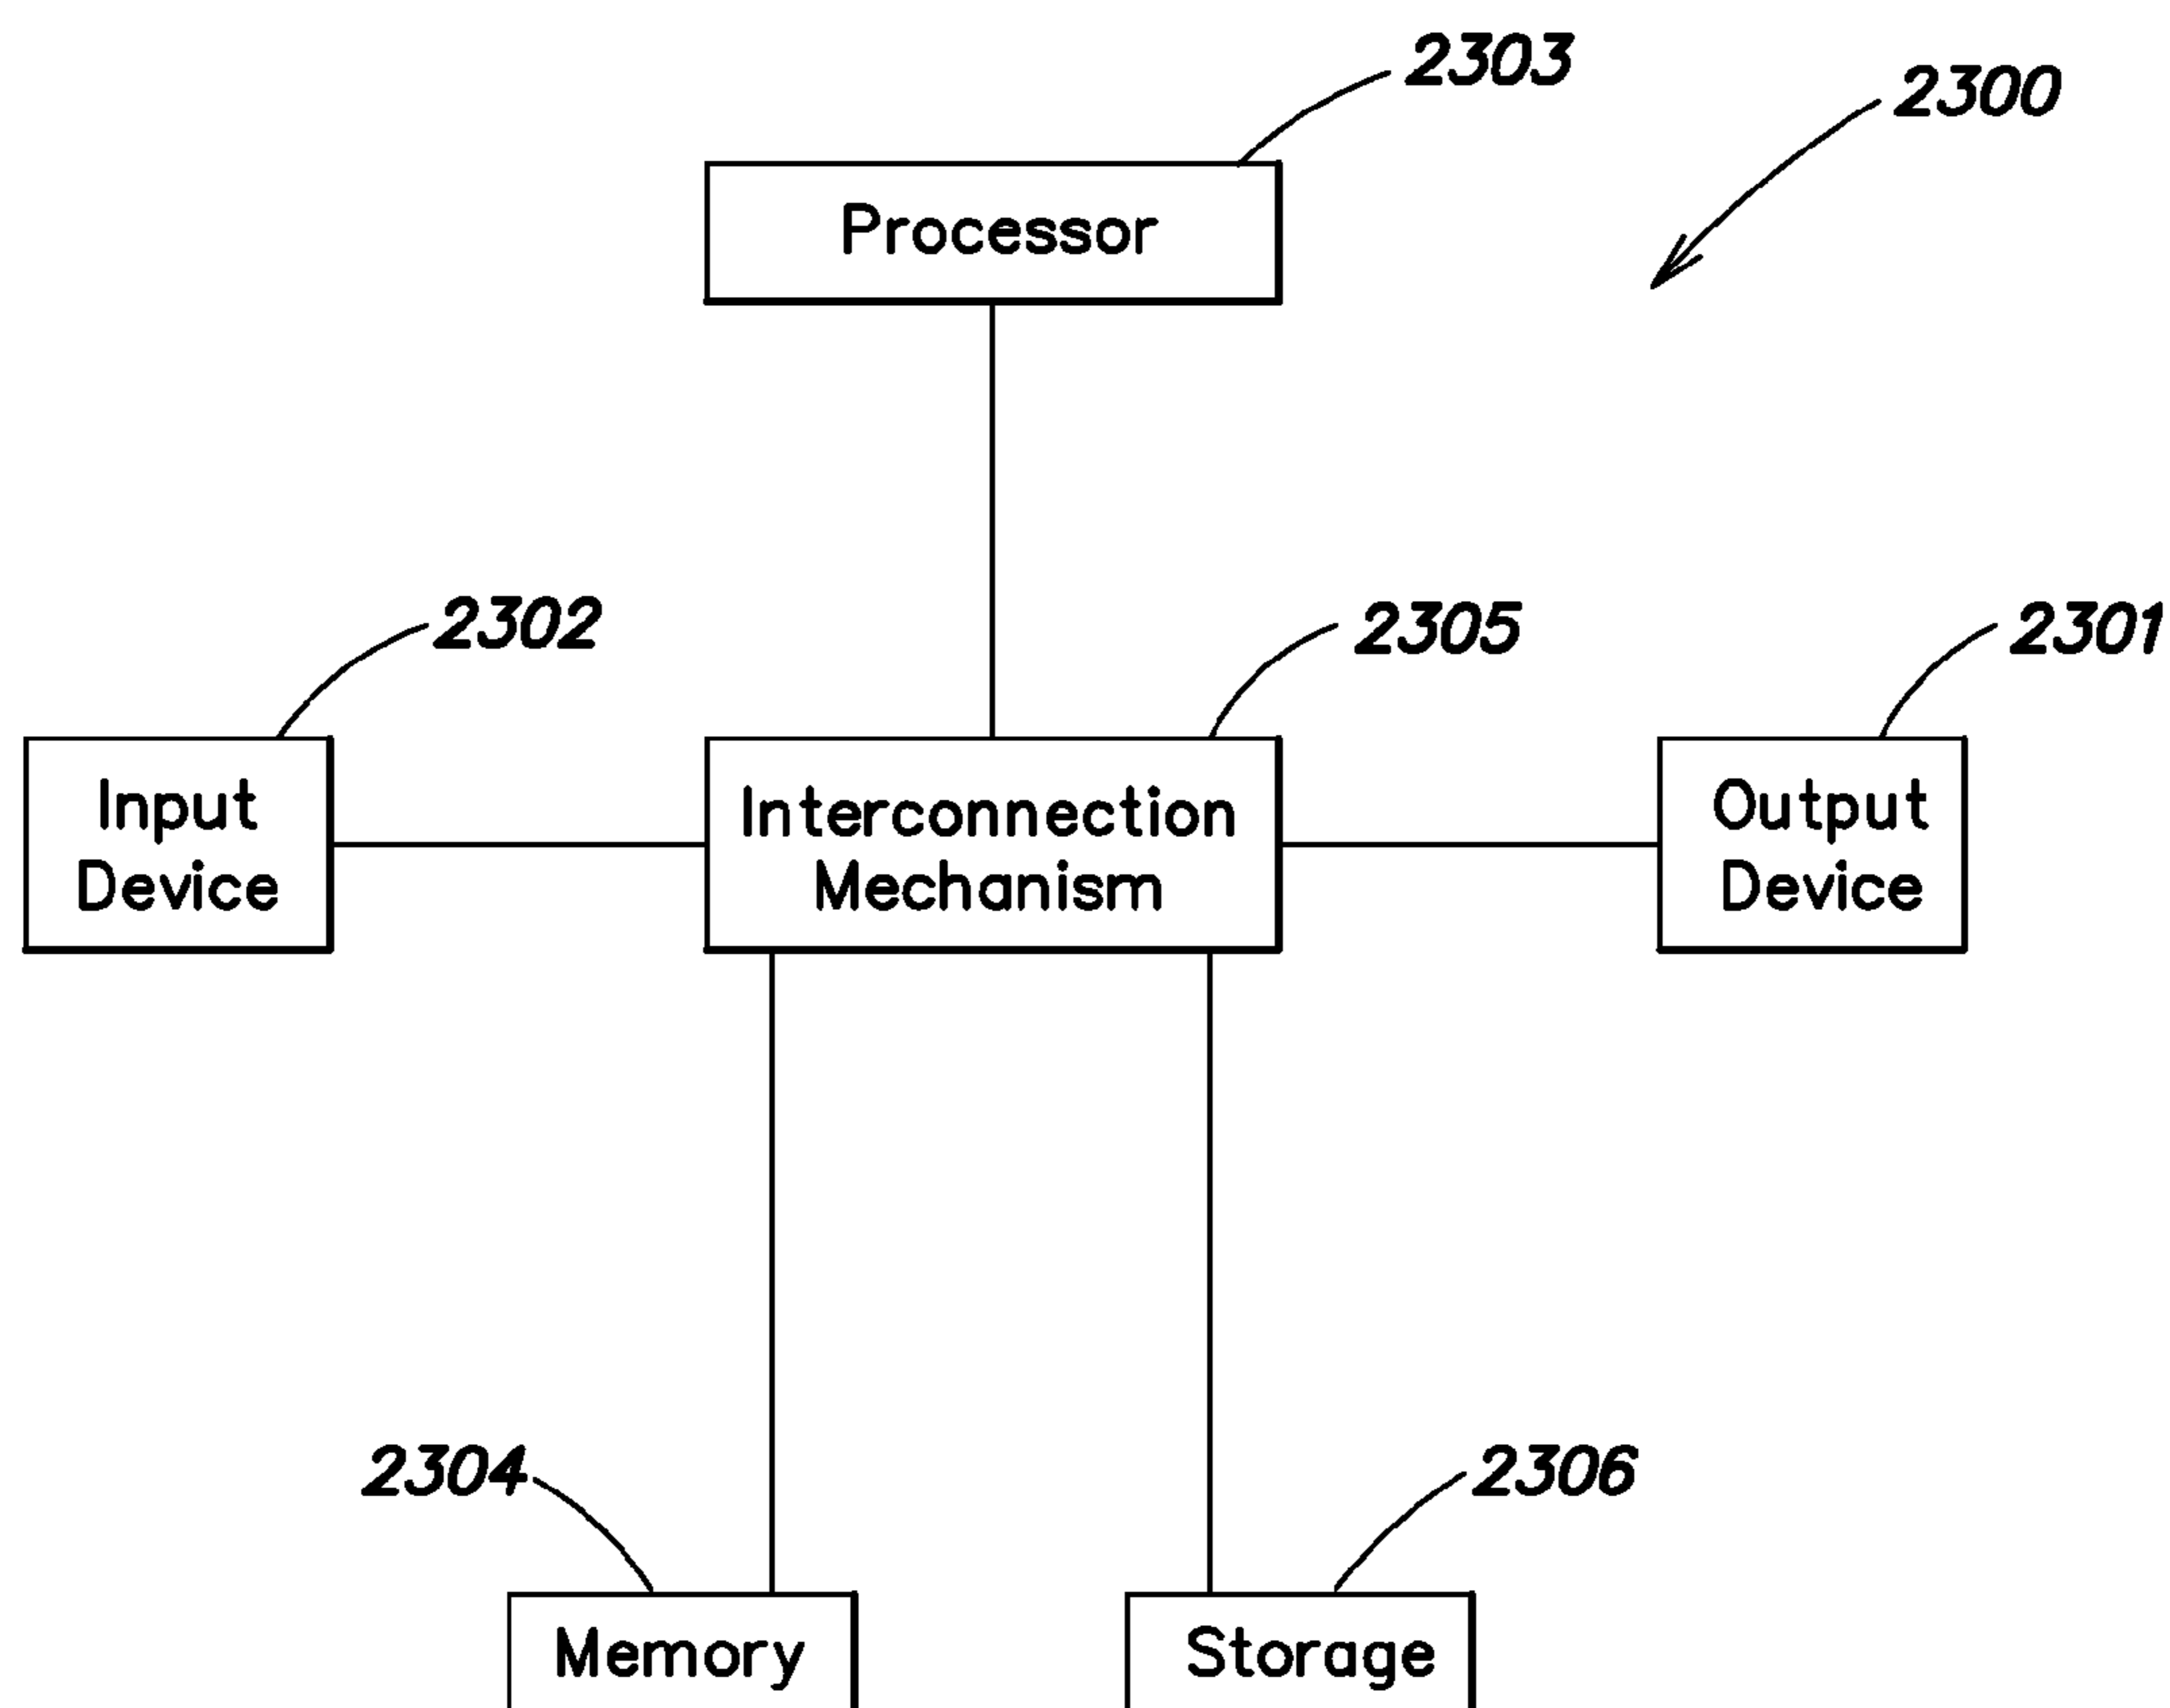 2303
2300
Processor
2302
2305
2301
Input
Device
Interconnection
Mechanism
Output
Device
2304
2306
Memory
Storage